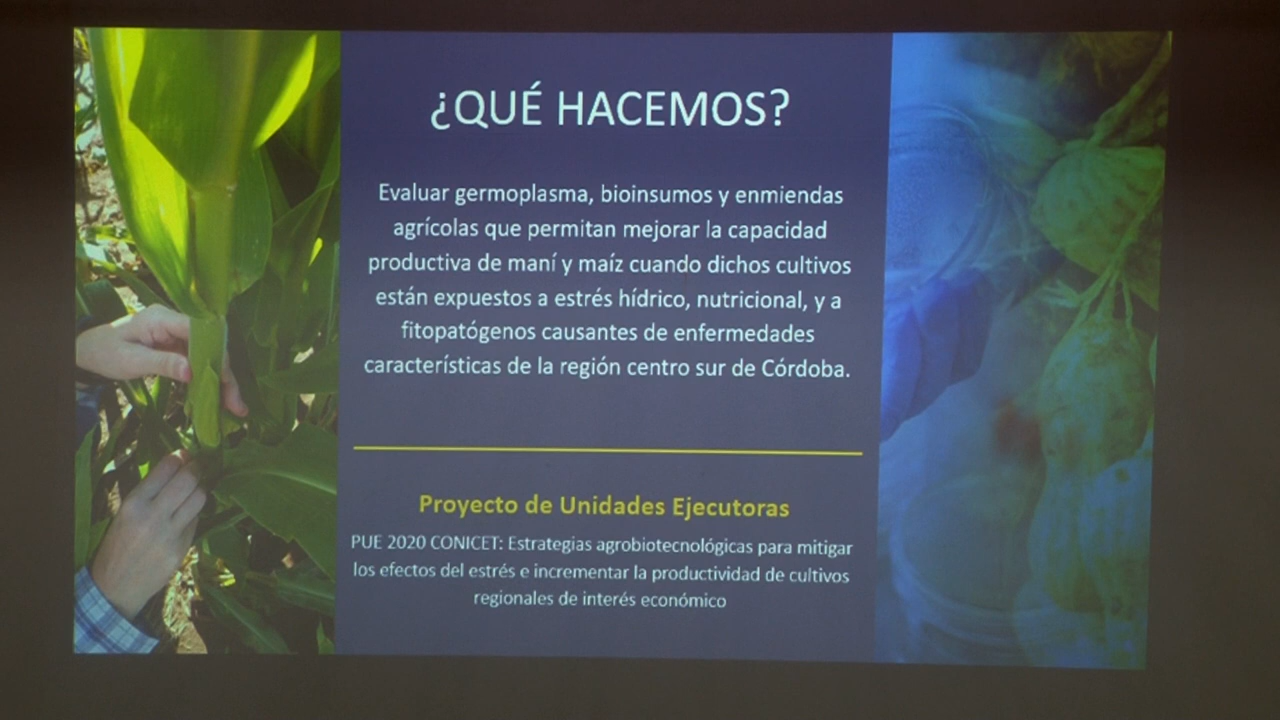 ¿QUÉ HACEMOS?
Evaluar germoplasma, bioinsumos y enmiendas
agrícolas que permitan mejorar la capacidad
productiva de maní y maíz cuando dichos cultivos
están expuestos a estrés hídrico, nutricional, y a
fitopatógenos causantes de enfermedades
características de la región centro sur de Córdoba.
Proyecto de Unidades Ejecutoras
PUE 2020 CONICET: Estrategias agrobiotecnológicas para mitigar
los efectos del estrés e incrementar la productividad de cultivos
regionales de interés económico